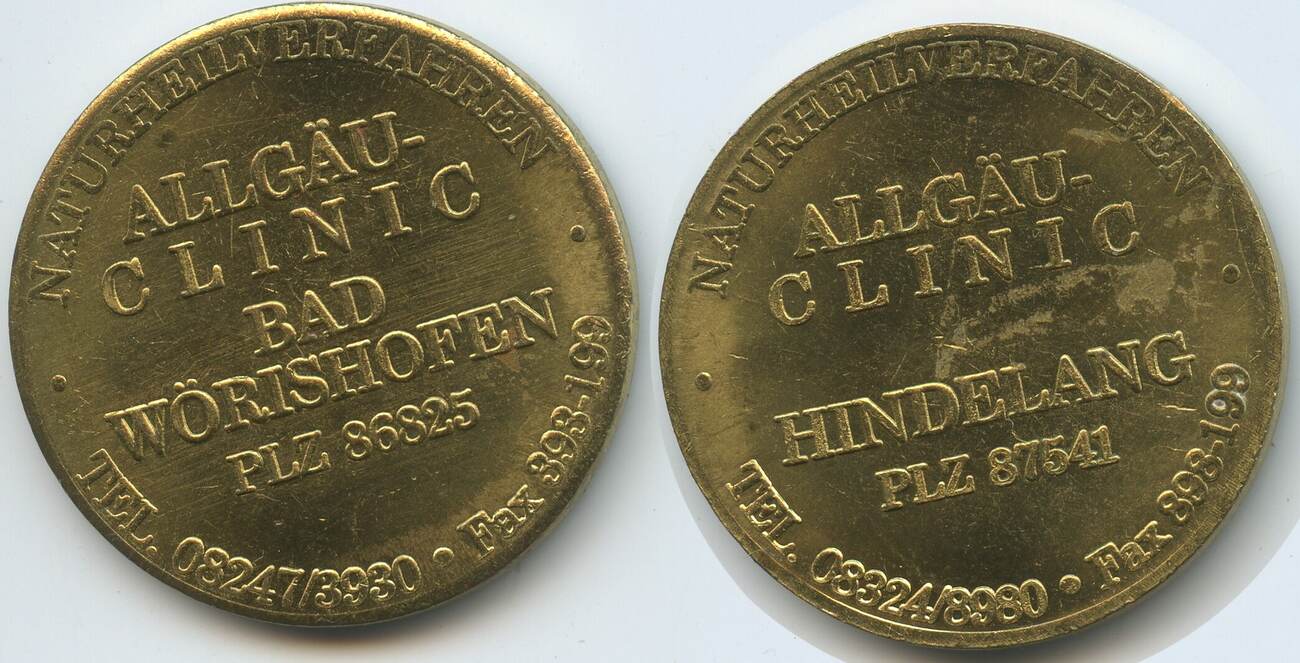 NATURHEILVERFAHREN
ALLGÄU-
CLINIC
BAD
WÖRISHOFEN
PLZ 86825
TEL. 08247/3930 • Fax 393-199
NATURHEILVERFAHREN
ALLGÄU-
CLINIC
HINDELANG
PLZ 87541
TEL. 08324/8980 • Fax 898-199